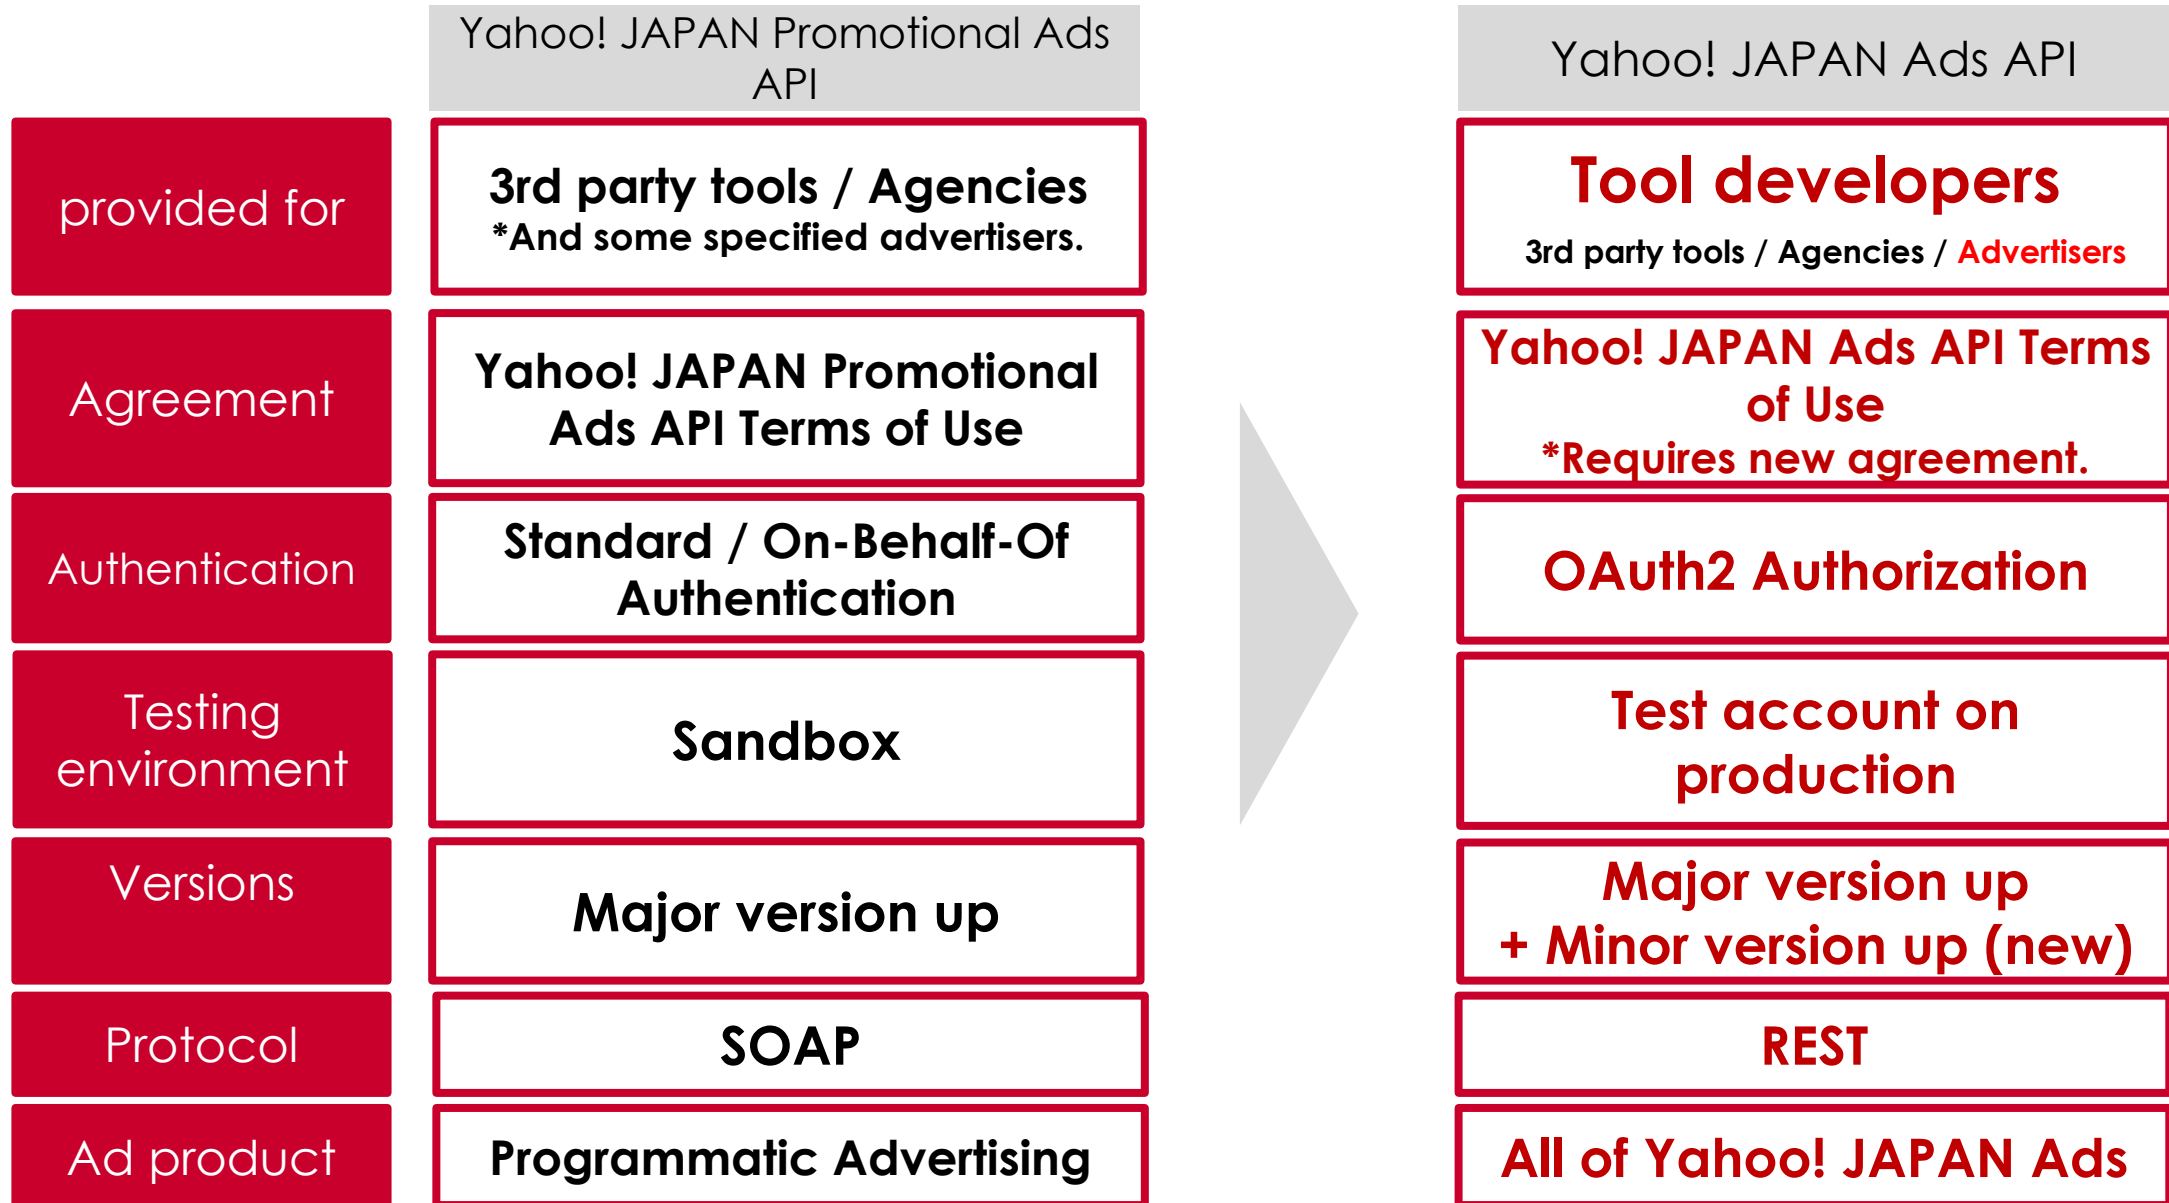 Yahoo! JAPAN Promotional Ads
API
Yahoo! JAPAN Ads API
provided for
3rd party tools / Agencies
*And some specified advertisers.
Tool developers
3rd party tools / Agencies / Advertisers
Agreement
Yahoo! JAPAN Promotional
Ads API Terms of Use
Yahoo! JAPAN Ads API Terms
of Use
*Requires new agreement.
Authentication
Standard / On-Behalf-Of
Authentication
OAuth2 Authorization
Testing
environment
Sandbox
Test account on
production
Versions
Major version up
Major version up
+ Minor version up (new)
Protocol
SOAP
REST
Ad product
Programmatic Advertising
All of Yahoo! JAPAN Ads